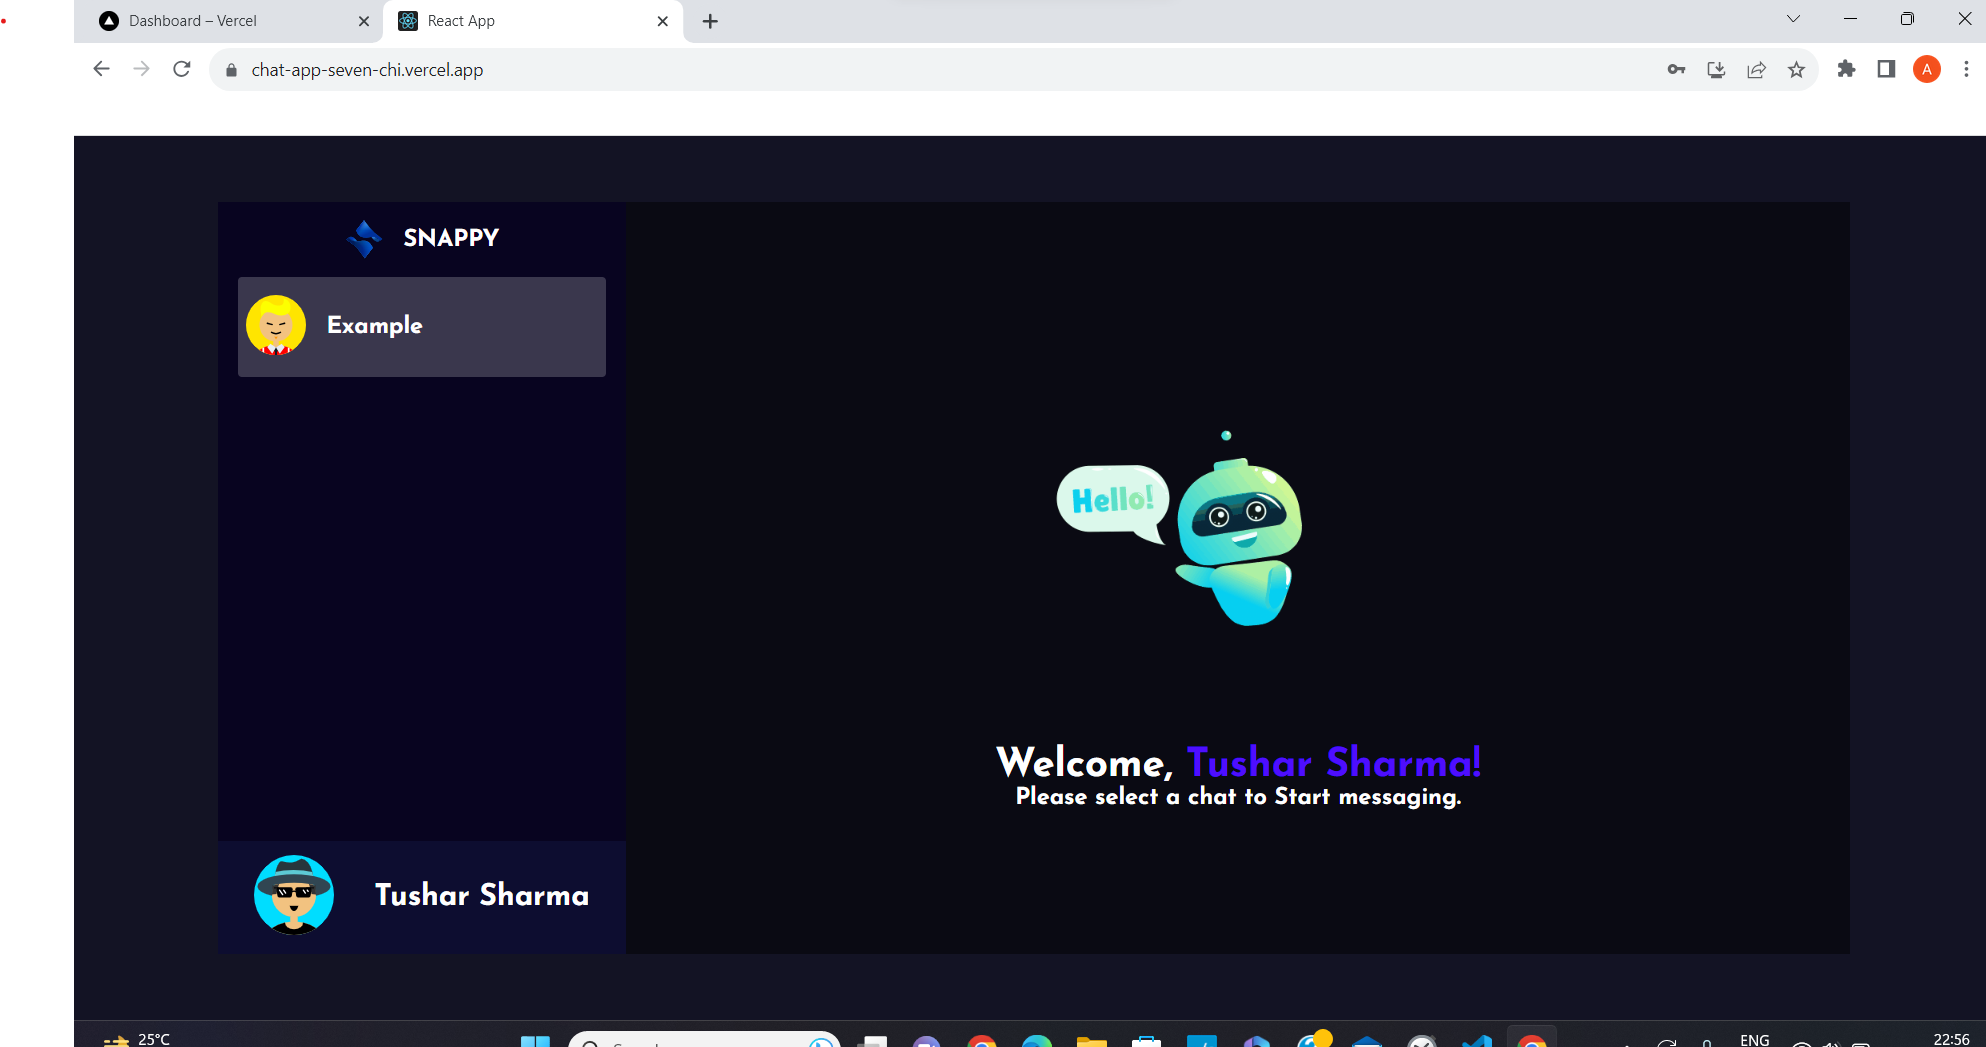 Dashboard – Vercel
React App
chat-app-seven-chi.vercel.app
A
SNAPPY
Example
Hello!
Welcome, Tushar Sharma!
Please select a chat to Start messaging.
Tushar Sharma
25°C
ENG
22:56